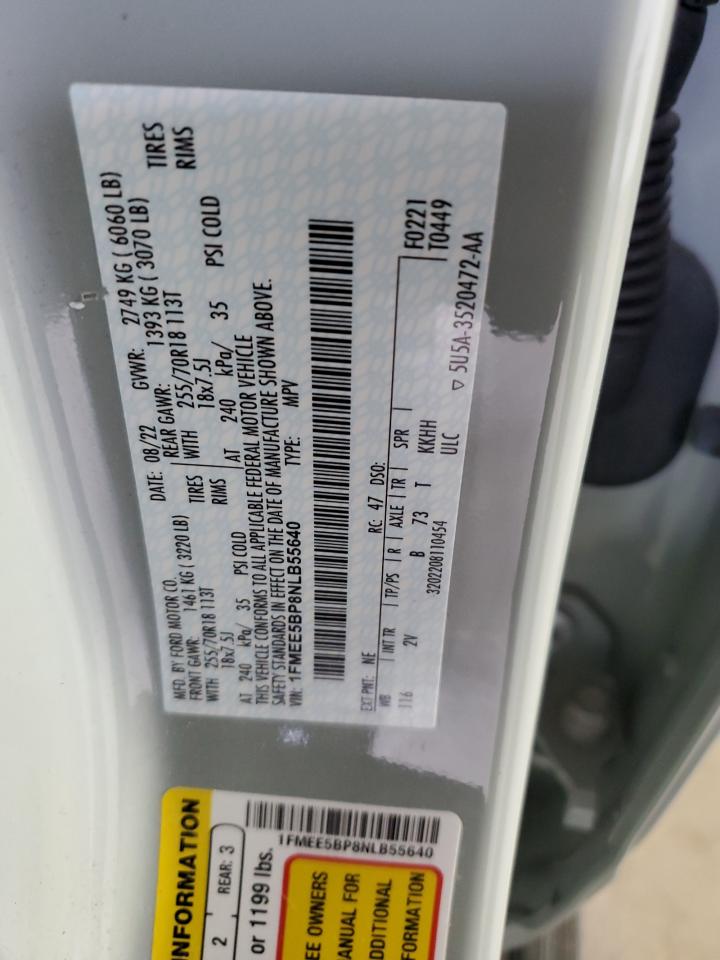 MFD. BY FORD MOTOR CO.
DATE: 08/22 GVWR: 2749 KG ( 6060 LB)
FRONT GAWR: 1461 KG ( 3220 LB)
REAR GAWR: 1393 KG ( 3070 LB)
WITH 255/70R18 113T TIRES
WITH 255/70R18 113T TIRES
18x7.5J RIMS
18x7.5J RIMS
AT 240 kPa/ 35 PSI COLD
AT 240 kPa/ 35 PSI COLD
THIS VEHICLE CONFORMS TO ALL APPLICABLE FEDERAL MOTOR VEHICLE
SAFETY STANDARDS IN EFFECT ON THE DATE OF MANUFACTURE SHOWN ABOVE.
VIN: 1FMEE5BP8NLB55640 TYPE: MPV
EXT PNT: NE RC: 47 DSO:
WB INT TR TP/PS R AXLE TR SPR
116 2V B 73 T KKHH
F0221
T0449
3202208110454 ULC
▽ 5U5A-3520472-AA
INFORMATION
2 REAR: 3
or 1199 lbs.
1FMEE5BP8NLB55640
EE OWNERS
ANUAL FOR
DDITIONAL
FORMATION